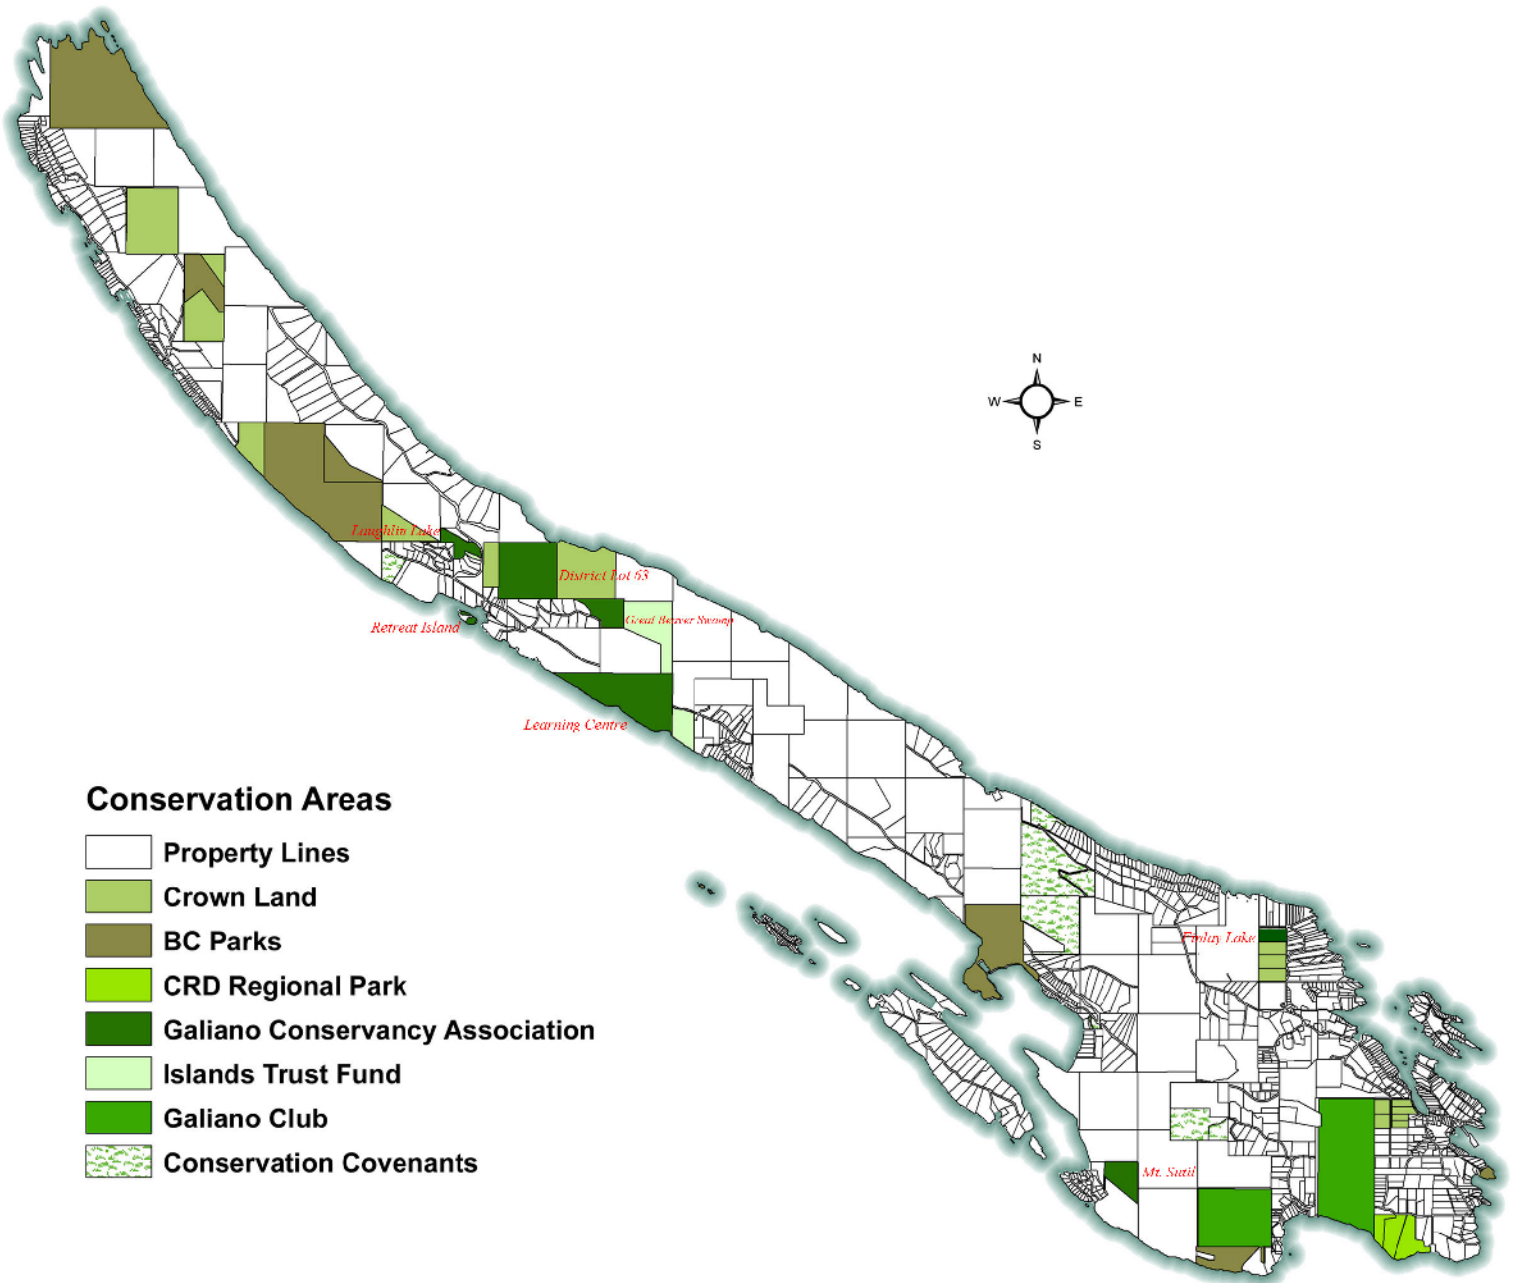 N
W E
S
Laughlin Lake
District Lot 63
Great Beaver Swamp
Retreat Island
Learning Centre
Conservation Areas
Property Lines
Crown Land
BC Parks
CRD Regional Park
Galiano Conservancy Association
Islands Trust Fund
Galiano Club
Conservation Covenants
Finlay Lake
Mt. Sutil